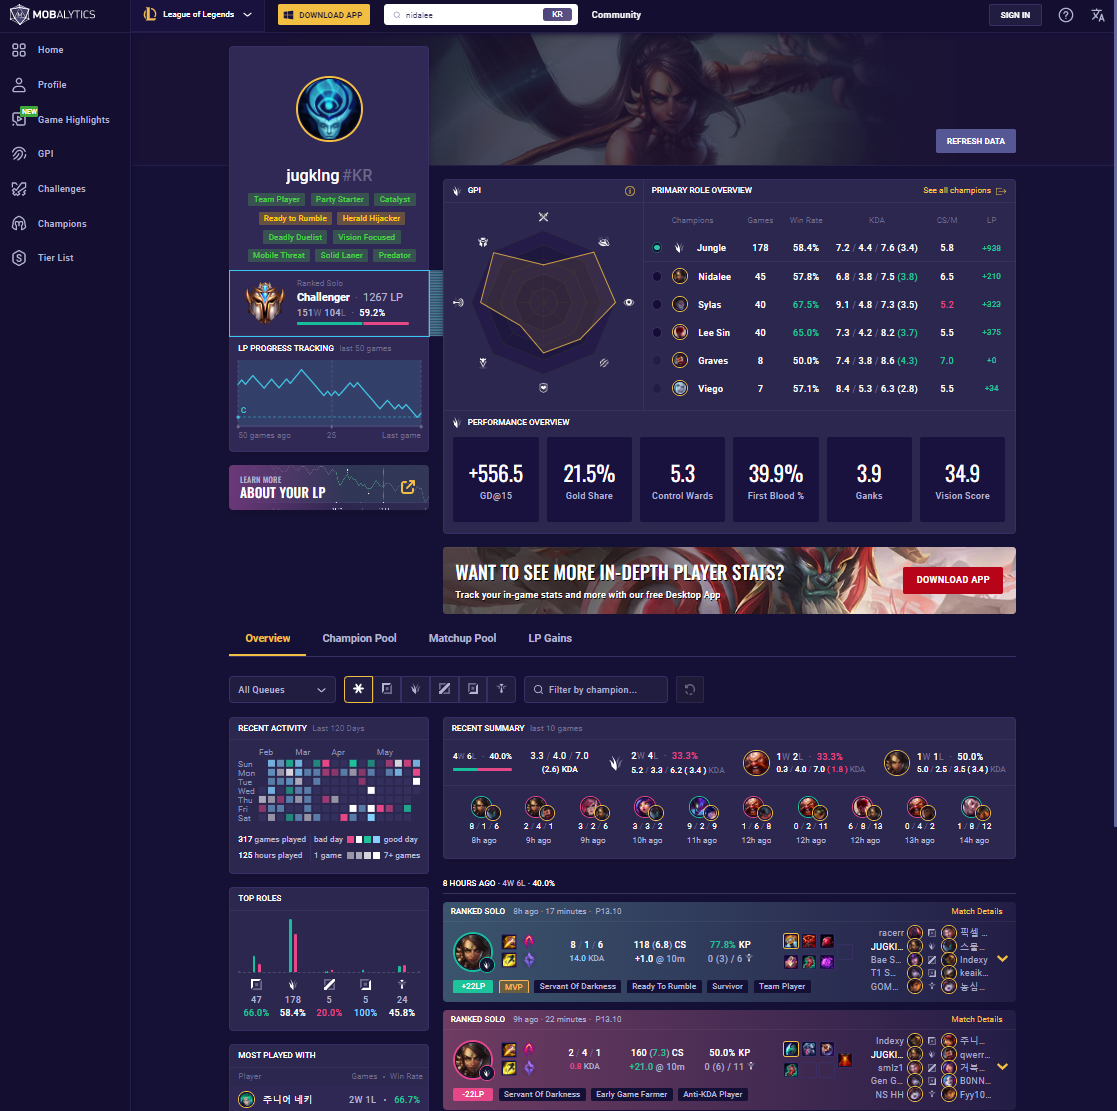 MOBALYTICS
League of Legends
DOWNLOAD APP
nidalee
KR
Community
SIGN IN
Home
Profile
NEW
Game Highlights
GPI
Challenges
Champions
Tier List
REFRESH DATA
jugkIng #KR
Team Player
Party Starter
Catalyst
Ready to Rumble
Herald Hijacker
Deadly Duelist
Vision Focused
Mobile Threat
Solid Laner
Predator
Ranked Solo
Challenger · 1267 LP
151W 104L · 59.2%
LP PROGRESS TRACKING last 50 games
C
50 games ago
25
Last game
LEARN MORE
ABOUT YOUR LP
GPI
PRIMARY ROLE OVERVIEW
See all champions
Champions Games Win Rate KDA CS/M LP
Jungle 178 58.4% 7.2 / 4.4 / 7.6 (3.4) 5.8 +938
Nidalee 45 57.8% 6.8 / 3.8 / 7.5 (3.8) 6.5 +210
Sylas 40 67.5% 9.1 / 4.8 / 7.3 (3.5) 5.2 +323
Lee Sin 40 65.0% 7.3 / 4.2 / 8.2 (3.7) 5.5 +375
Graves 8 50.0% 7.4 / 3.8 / 8.6 (4.3) 7.0 +0
Viego 7 57.1% 8.4 / 5.3 / 6.3 (2.8) 5.5 +34
PERFORMANCE OVERVIEW
+556.5 21.5% 5.3 39.9% 3.9 34.9
GD@15 Gold Share Control Wards First Blood % Ganks Vision Score
WANT TO SEE MORE IN-DEPTH PLAYER STATS?
Track your in-game stats and more with our free Desktop App
DOWNLOAD APP
Overview Champion Pool Matchup Pool LP Gains
All Queues
Filter by champion...
RECENT ACTIVITY Last 120 Days
Feb Mar Apr May
Sun
Mon
Tue
Wed
Thu
Fri
Sat
317 games played bad day good day
125 hours played 1 game 7+ games
TOP ROLES
47 178 5 5 24
66.0% 58.4% 20.0% 100% 45.8%
MOST PLAYED WITH
Player Games · Win Rate
주니어 네키 2W 1L · 66.7%
RECENT SUMMARY last 10 games
4W 6L · 40.0%
3.3 / 4.0 / 7.0
(2.6) KDA
2W 4L · 33.3%
5.2 / 3.3 / 6.2 (3.4) KDA
1W 2L · 33.3%
0.3 / 4.0 / 7.0 (1.8) KDA
1W 1L · 50.0%
5.0 / 2.5 / 3.5 (3.4) KDA
8 / 1 / 6 2 / 4 / 1 3 / 2 / 6 3 / 3 / 2 9 / 2 / 9 1 / 6 / 8 0 / 2 / 11 6 / 8 / 13 0 / 4 / 2 1 / 8 / 12
8h ago 9h ago 9h ago 10h ago 11h ago 12h ago 12h ago 12h ago 13h ago 14h ago
8 HOURS AGO · 4W 6L · 40.0%
RANKED SOLO 8h ago · 17 minutes · P13.10
Match Details
8 / 1 / 6
14.0 KDA
118 (6.8) CS
+1.0 @ 10m
77.8% KP
0 (3) / 6
racerr 픽셀 ...
JUGKI... 스물...
Bae S... Indexy
T1 S... keaik...
GOM... 농심...
+22LP
MVP
Servant Of Darkness
Ready To Rumble
Survivor
Team Player
RANKED SOLO 9h ago · 22 minutes · P13.10
Match Details
2 / 4 / 1
0.8 KDA
160 (7.3) CS
+21.0 @ 10m
50.0% KP
0 (6) / 11
Indexy 주니...
JUGKI... qwerr...
smlz1 거북...
Gen G... B0NN...
NS HH Fyy10...
-22LP
Servant Of Darkness
Early Game Farmer
Anti-KDA Player